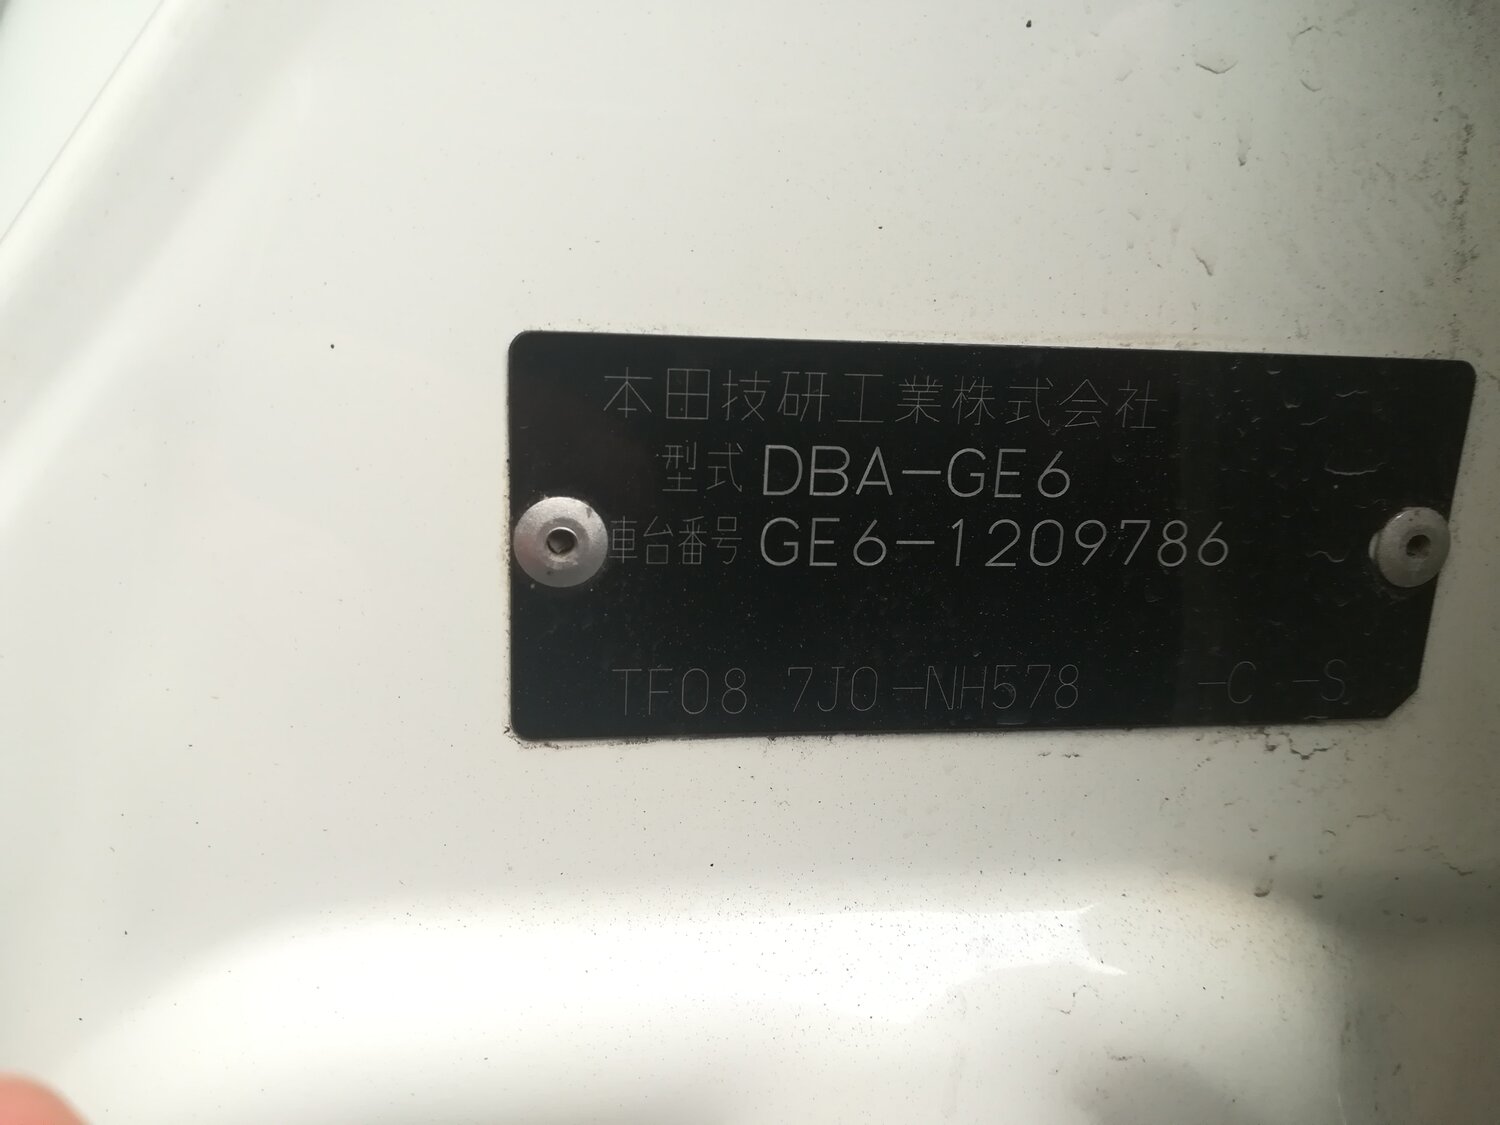 本田技研工業株式会社
型式 DBA-GE6
車台番号 GE6-1209786
TF08 7J0-NH578 -C -S